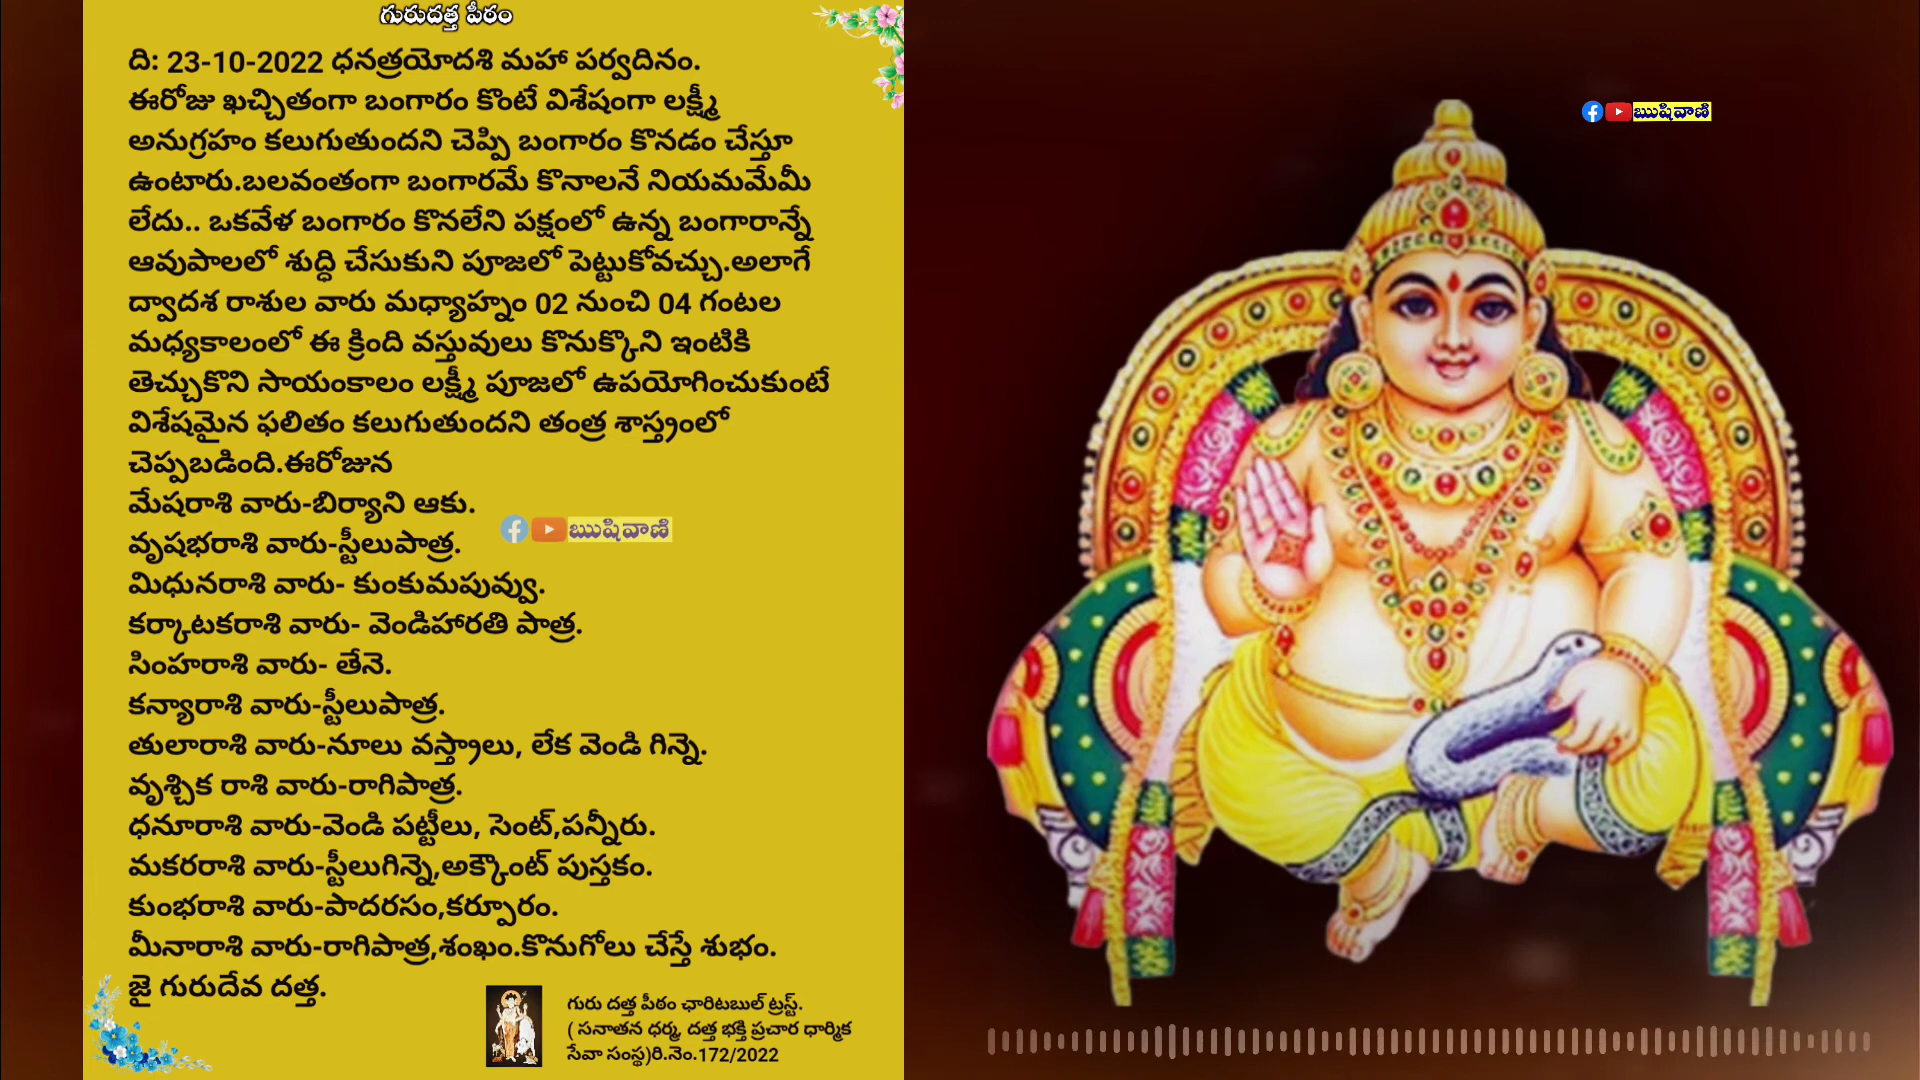 గురుదత్త పీఠం
ది: 23-10-2022 ధనత్రయోదశి మహా పర్వదినం.
ఈరోజు ఖచ్చితంగా బంగారం కొంటే విశేషంగా లక్ష్మీ
అనుగ్రహం కలుగుతుందని చెప్పి బంగారం కొనడం చేస్తూ
ఉంటారు.బలవంతంగా బంగారమే కొనాలనే నియమమేమీ
లేదు.. ఒకవేళ బంగారం కొనలేని పక్షంలో ఉన్న బంగారాన్నే
ఆవుపాలలో శుద్ధి చేసుకుని పూజలో పెట్టుకోవచ్చు.అలాగే
ద్వాదశ రాశుల వారు మధ్యాహ్నం 02 నుంచి 04 గంటల
మధ్యకాలంలో ఈ క్రింది వస్తువులు కొనుక్కొని ఇంటికి
తెచ్చుకొని సాయంకాలం లక్ష్మీ పూజలో ఉపయోగించుకుంటే
విశేషమైన ఫలితం కలుగుతుందని తంత్ర శాస్త్రంలో
చెప్పబడింది.ఈరోజున
మేషరాశి వారు-బిర్యాని ఆకు.
వృషభరాశి వారు-స్టీలుపాత్ర.
ఋషివాణి
మిధునరాశి వారు- కుంకుమపువ్వు.
కర్కాటకరాశి వారు- వెండిహారతి పాత్ర.
సింహరాశి వారు- తేనె.
కన్యారాశి వారు-స్టీలుపాత్ర.
తులారాశి వారు-నూలు వస్త్రాలు, లేక వెండి గిన్నె.
వృశ్చిక రాశి వారు-రాగిపాత్ర.
ధనూరాశి వారు-వెండి పట్టీలు, సెంట్,పన్నీరు.
మకరరాశి వారు-స్టీలుగిన్నె,అక్కౌంట్ పుస్తకం.
కుంభరాశి వారు-పాదరసం,కర్పూరం.
మీనారాశి వారు-రాగిపాత్ర,శంఖం.కొనుగోలు చేస్తే శుభం.
జై గురుదేవ దత్త.
గురు దత్త పీఠం ఛారిటబుల్ ట్రస్ట్.
( సనాతన ధర్మ, దత్త భక్తి ప్రచార ధార్మిక
సేవా సంస్థ)రి.నెం.172/2022
ఋషివాణి